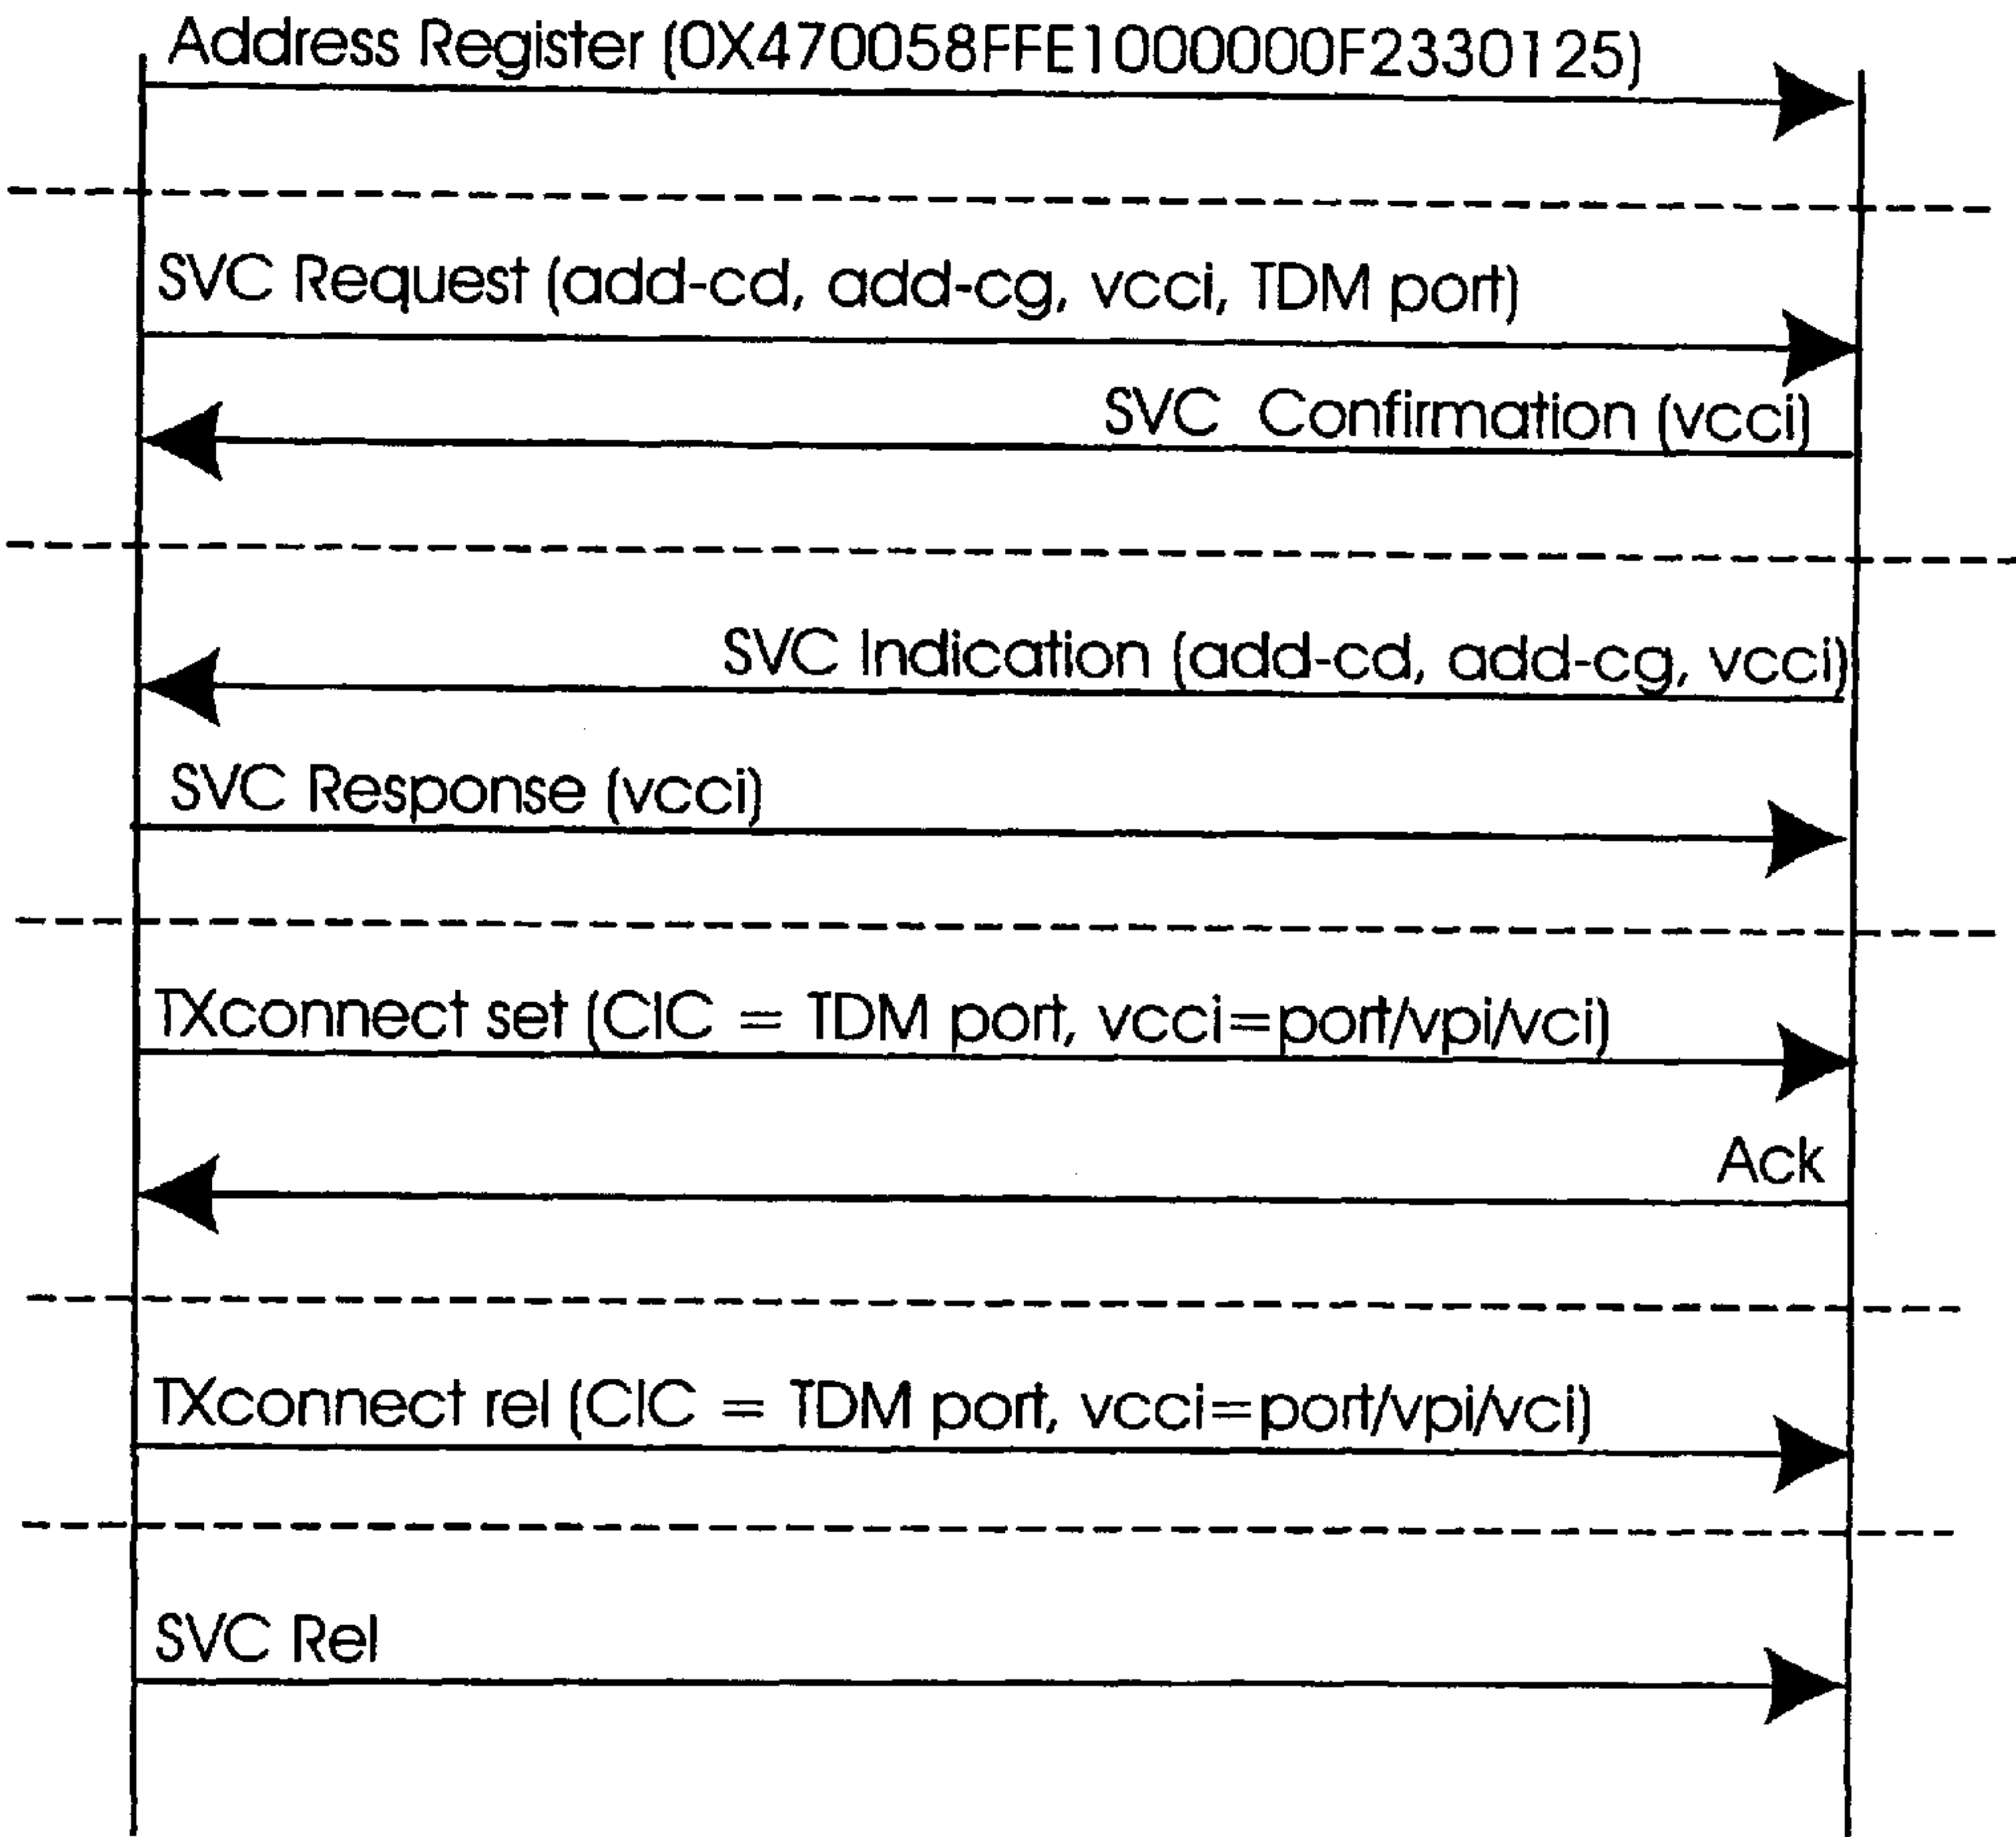 Address Register (0X470058FFE1000000F2330125)
SVC Request (add-cd, add-cg, vcci, TDM port)
SVC Confirmation (vcci)
SVC Indication (add-cd, add-cg, vcci)
SVC Response (vcci)
TXconnect set (CIC = TDM port, vcci=port/vpi/vci)
Ack
TXconnect rel (CIC = TDM port, vcci=port/vpi/vci)
SVC Rel